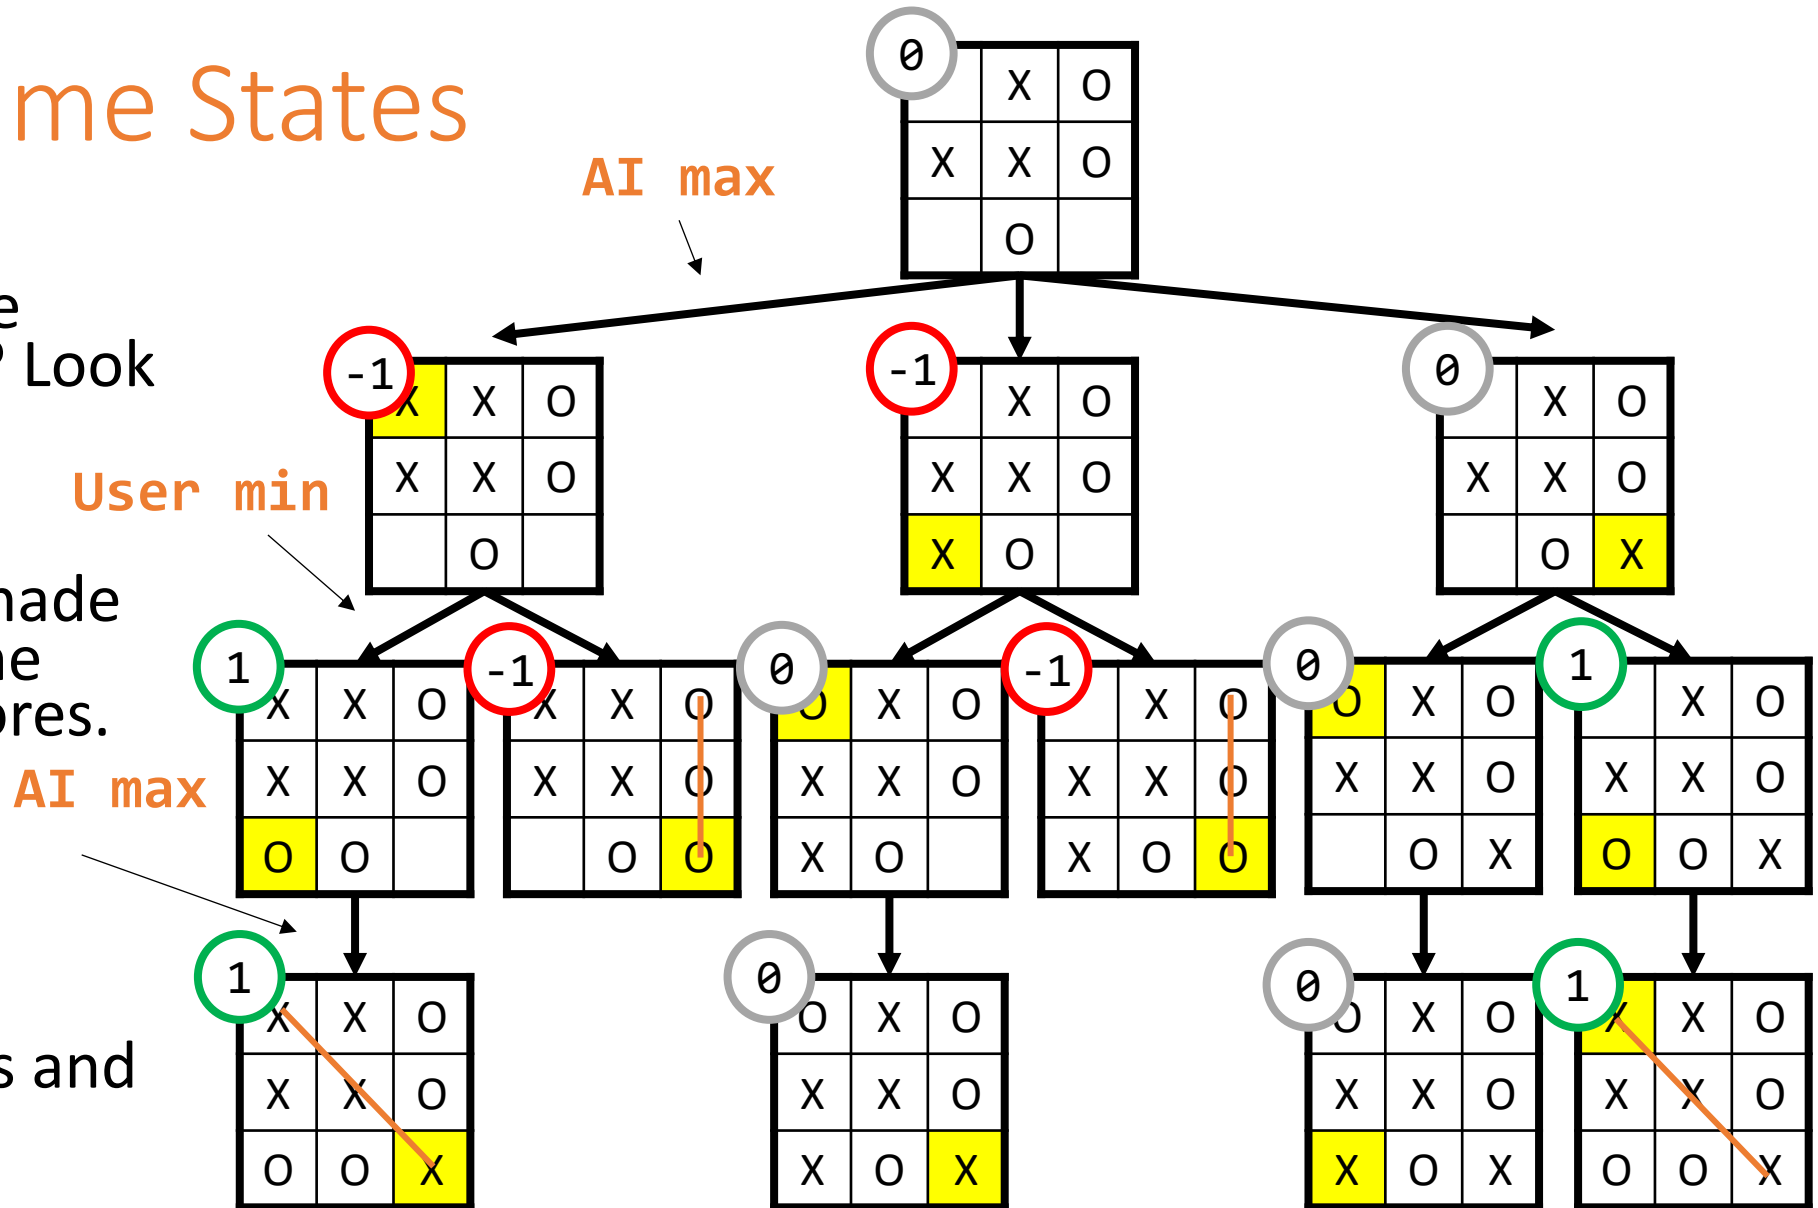 me States
0
X O
X X O
O
AI max
e
? Look
-1 -1 0
X X O X O X O
X X O X X O X X O
O X O O X
User min
made
ne
ores.
1 -1 0 -1 0 1
X X O X X O O X O X O O X O X O
X X O X X O X X O X X O X X O X X O
O O O O X O X O O O X O O X
AI max
1 0 0 1
X X O O X O O X O X X O
X X O X X O X X O X X O
O O X X O X X O X O O X
s and